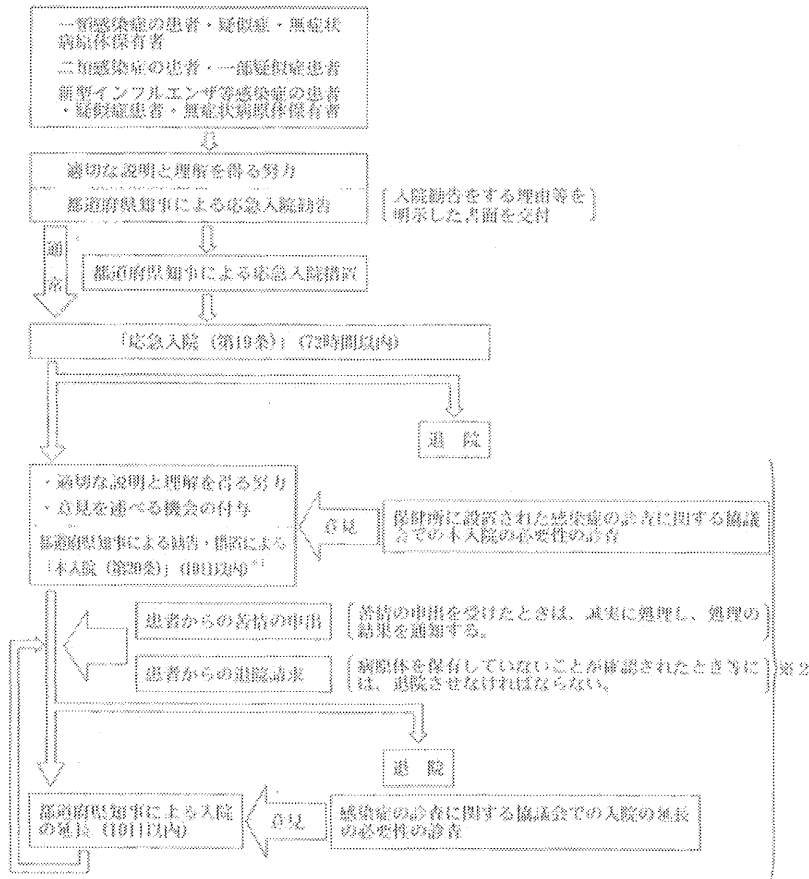 一類感染症の患者・疑似症・無症状
病原体保有者
二類感染症の患者・一部疑似症患者
新型インフルエンザ等感染症の患者
・疑似症患者・無症状病原体保有者
適切な説明と理解を得る努力
都道府県知事による応急入院勧告
入院勧告をする理由等を
明示した書面を交付
通常
都道府県知事による応急入院措置
「応急入院（第19条）」（72時間以内）
退 院
・適切な説明と理解を得る努力
・意見を述べる機会の付与
都道府県知事による勧告・措置による
「本入院（第20条）」（10日以内）*1
意見
保健所に設置された感染症の診査に関する協議
会での本入院の必要性の診査
患者からの苦情の申出
苦情の申出を受けたときは、誠実に処理し、処理の
結果を通知する。
患者からの退院請求
病原体を保有していないことが確認されたとき等に
は、退院させなければならない。
※2
退 院
都道府県知事による入院
の延長（10日以内）
意見
感染症の診査に関する協議会での入院の延長
の必要性の診査